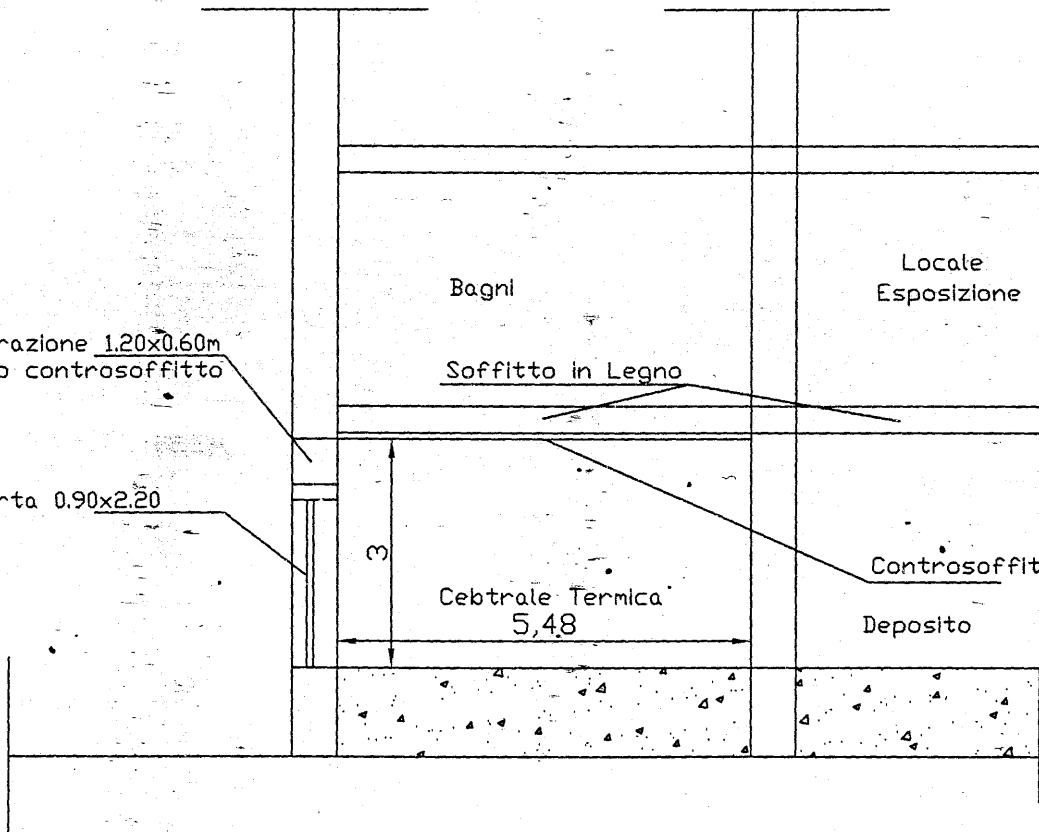 Locale
Esposizione
Bagni
razione 1.20x0.60m
o controsoffitto
Soffitto in Legno
rta 0.90x2.20
3
Controsoffit
Cebtrale Termica
5,48
Deposito